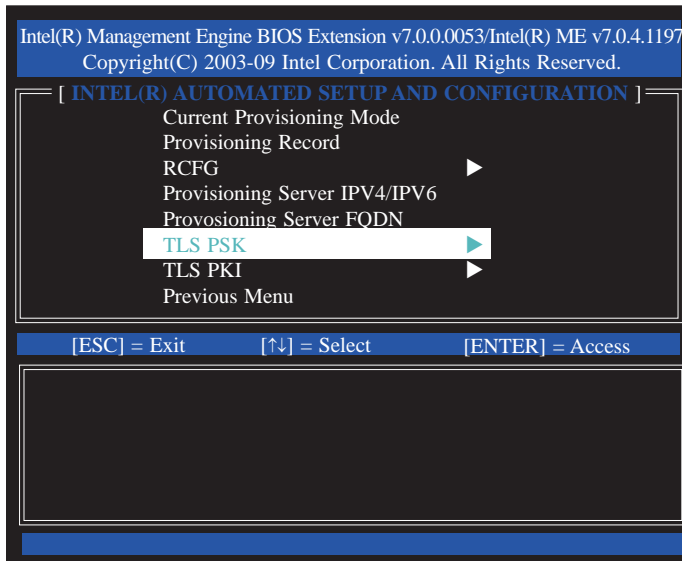 Intel(R) Management Engine BIOS Extension v7.0.0.0053/Intel(R) ME v7.0.4.1197
Copyright(C) 2003-09 Intel Corporation. All Rights Reserved.
[ INTEL(R) AUTOMATED SETUP AND CONFIGURATION ]
Current Provisioning Mode
Provisioning Record
RCFG ▶
Provisioning Server IPV4/IPV6
Provosioning Server FQDN
TLS PSK ▶
TLS PKI ▶
Previous Menu
[ESC] = Exit [↑↓] = Select [ENTER] = Access